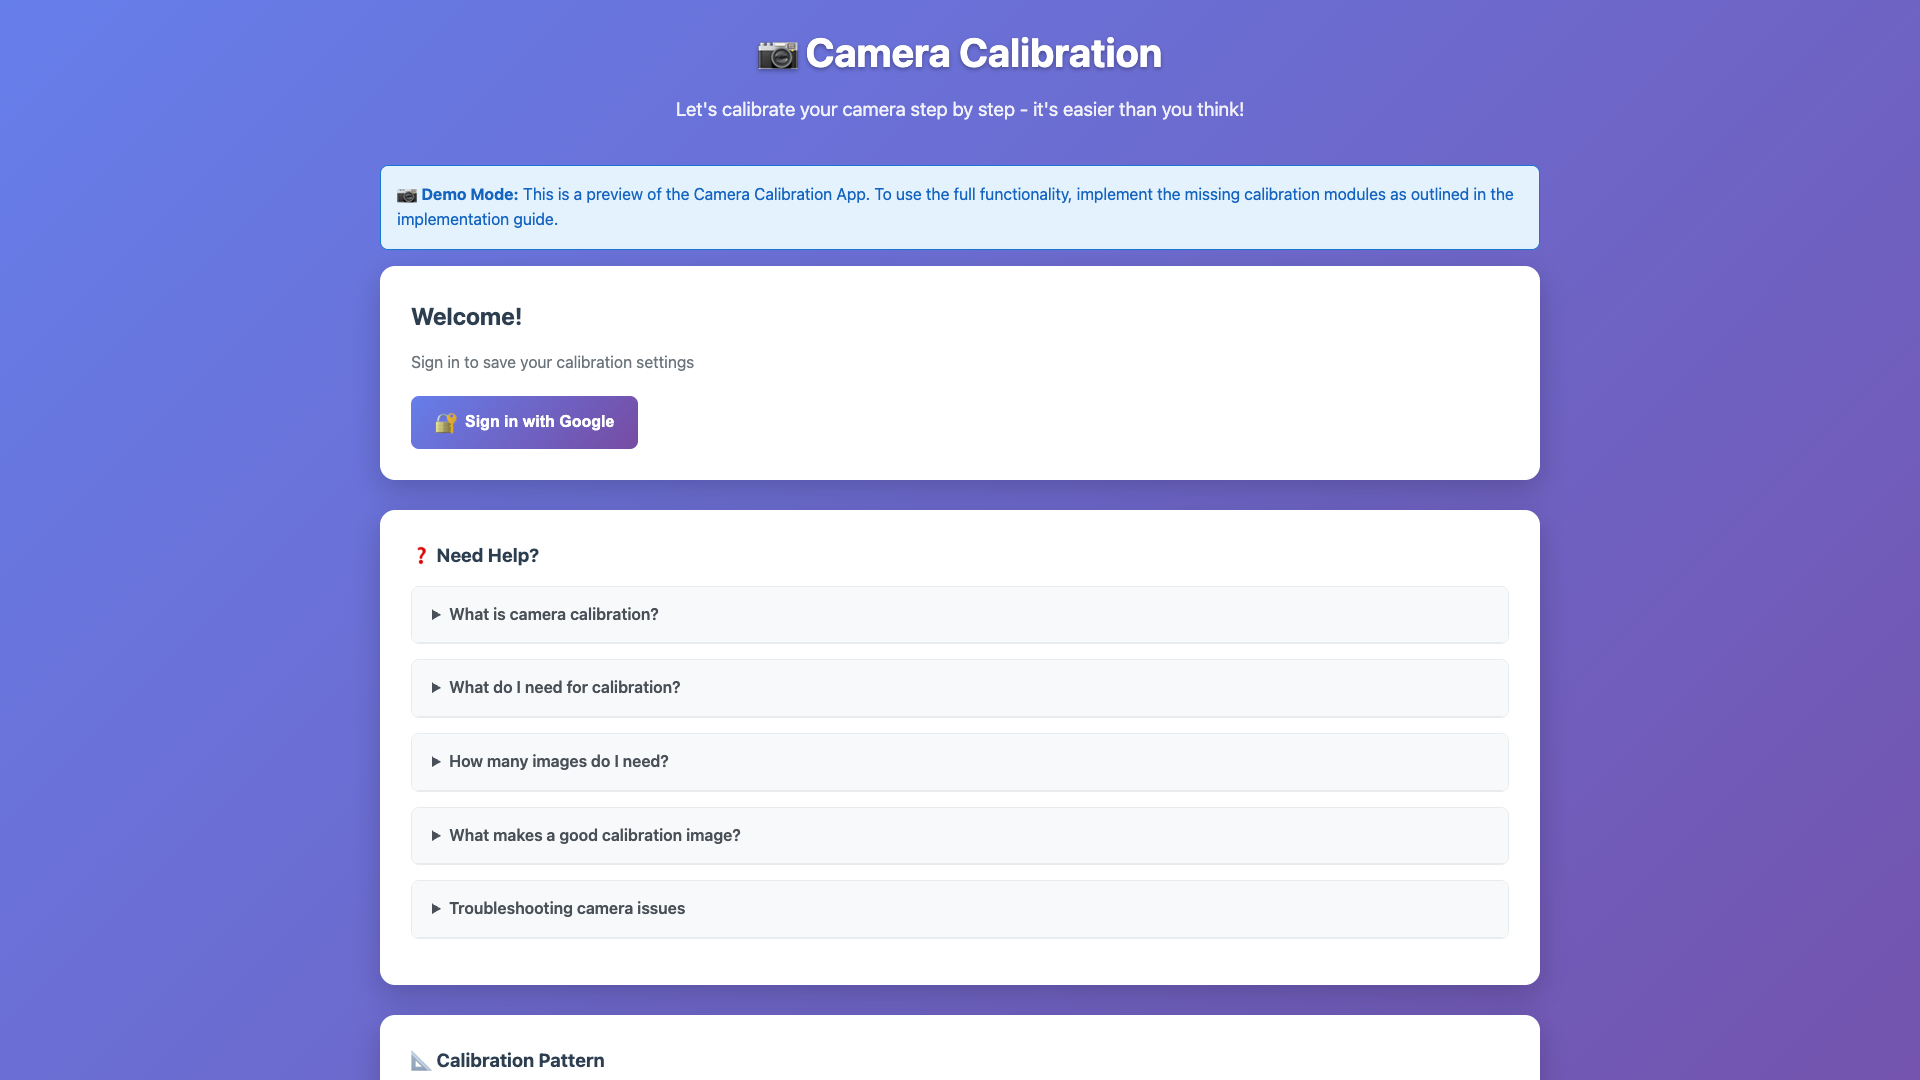 📷 Camera Calibration
Let's calibrate your camera step by step - it's easier than you think!
📷 Demo Mode: This is a preview of the Camera Calibration App. To use the full functionality, implement the missing calibration modules as outlined in the
implementation guide.
Welcome!
Sign in to save your calibration settings
🔐 Sign in with Google
❓ Need Help?
▶ What is camera calibration?
▶ What do I need for calibration?
▶ How many images do I need?
▶ What makes a good calibration image?
▶ Troubleshooting camera issues
📐 Calibration Pattern